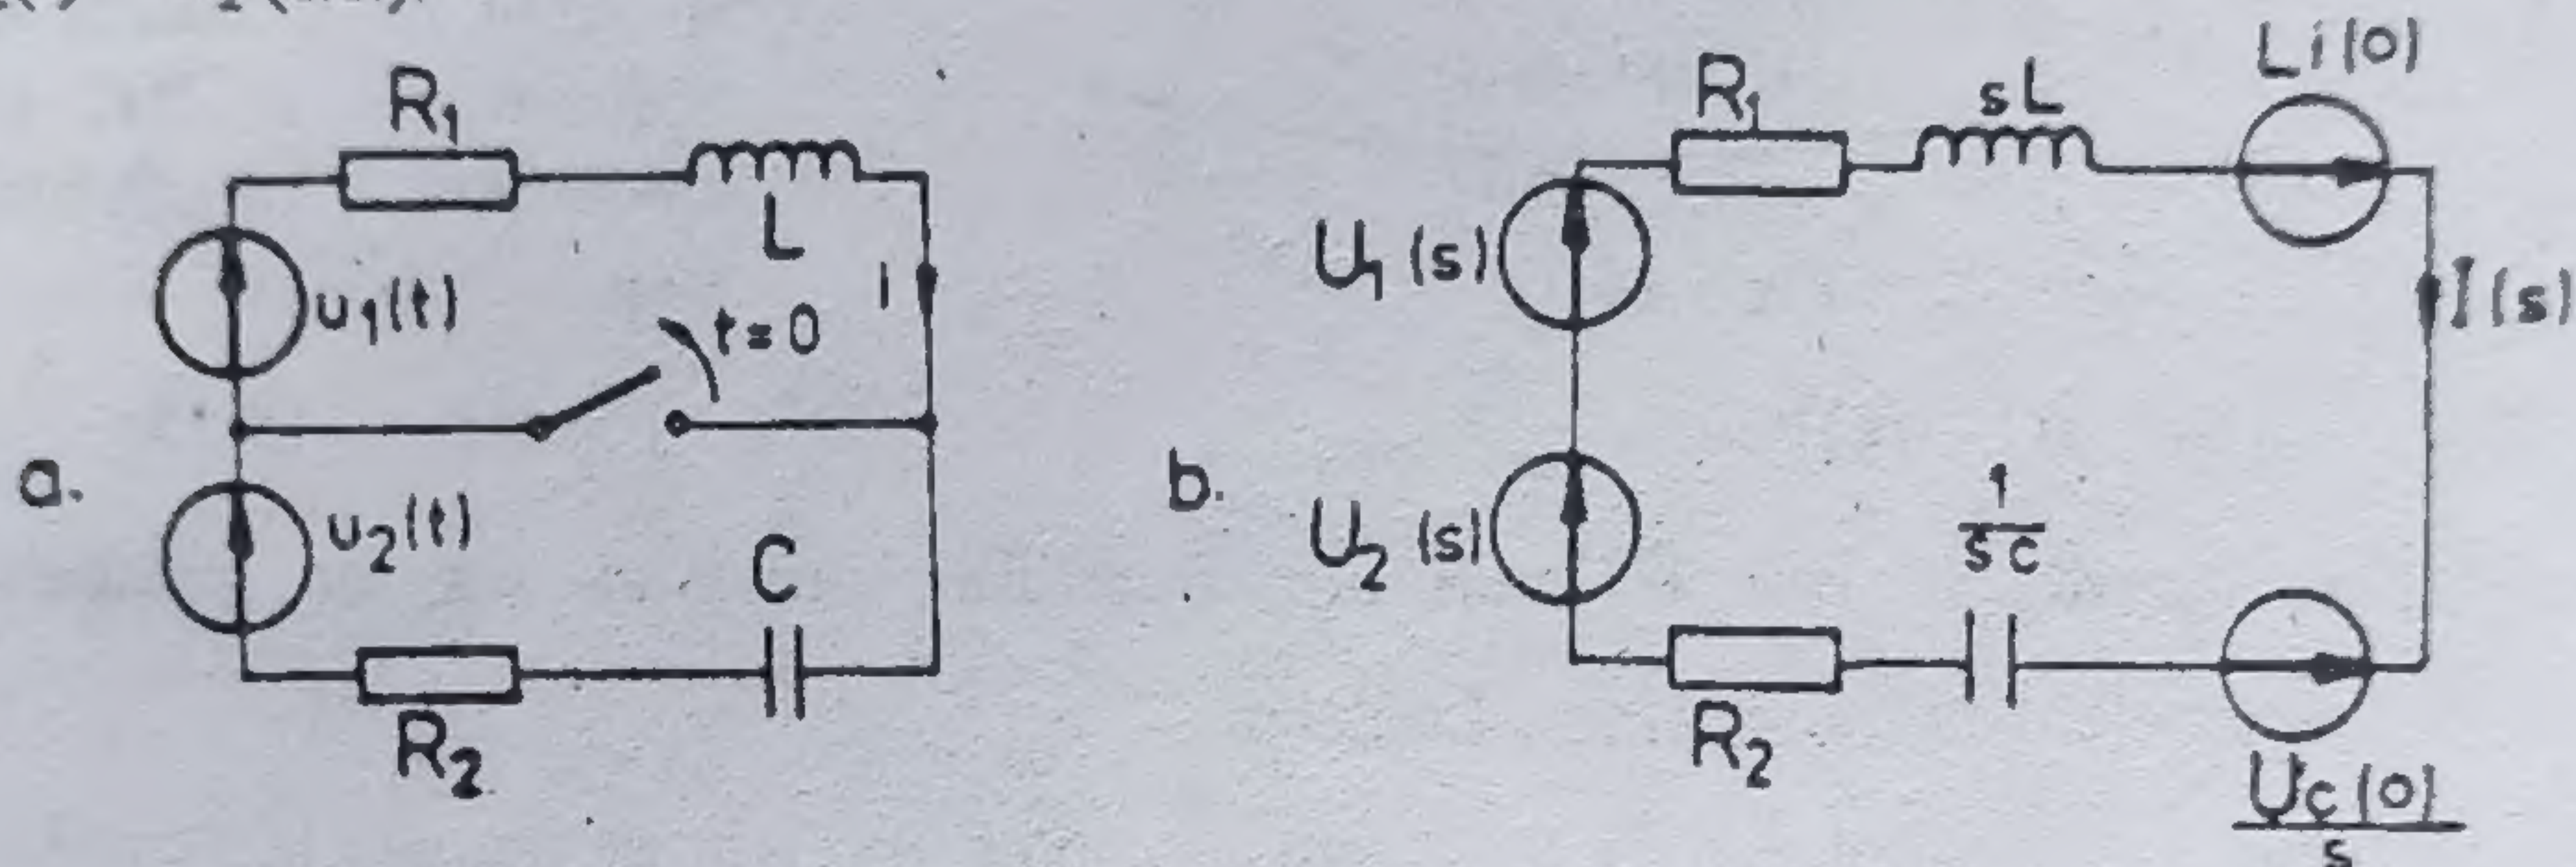 R1
L
u1(t)
i
t=0
a.
u2(t)
C
R2
R1
sL
Li(0)
U1(s)
I(s)
b.
U2(s)
1
sC
R2
Uc(0)
s